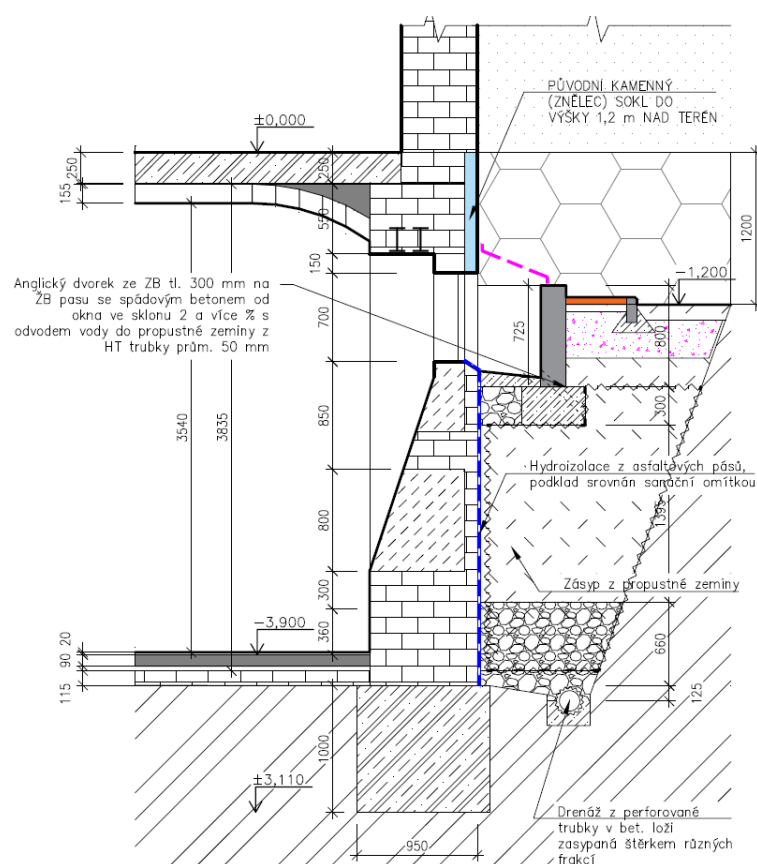 PŮVODNÍ KAMENNÝ
(ZNĚLEC) SOKL DO
VÝŠKY 1,2 m NAD TERÉN
±0,000
250
155
250
550
150
1200
-1,200
Anglický dvorek ze ZB tl. 300 mm na
ŽB pasu se spádovým betonem od
okna ve sklonu 2 a více % s
odvodem vody do propustné zeminy z
HT trubky prům. 50 mm
700
725
800
300
3540
3835
850
Hydroizolace z asfaltových pásů,
podklad srovnán sanační omítkou
1395
800
Zásyp z propustné zeminy
300
-3,900
360
660
20
90
115
125
1000
±3,110
950
Drenáž z perforované
trubky v bet. loži
zasypaná štěrkem různých
frakcí